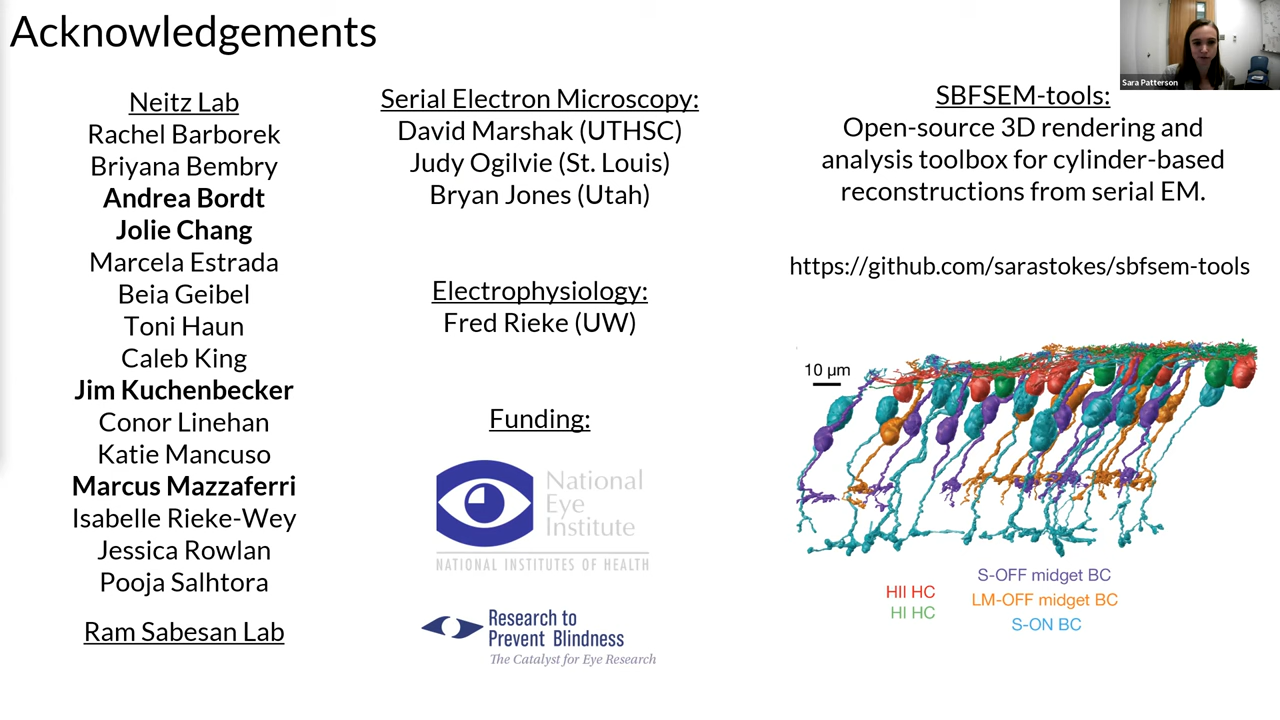 Acknowledgements
Neitz Lab
Rachel Barborek
Briyana Bembry
Andrea Bordt
Jolie Chang
Marcela Estrada
Beia Geibel
Toni Haun
Caleb King
Jim Kuchenbecker
Conor Linehan
Katie Mancuso
Marcus Mazzaferri
Isabelle Rieke-Wey
Jessica Rowlan
Pooja Salhtora
Ram Sabesan Lab
Serial Electron Microscopy:
David Marshak (UTHSC)
Judy Ogilvie (St. Louis)
Bryan Jones (Utah)
Electrophysiology:
Fred Rieke (UW)
Funding:
National
Eye
Institute
NATIONAL INSTITUTES OF HEALTH
Research to
Prevent Blindness
The Catalyst for Eye Research
Sara Patterson
SBFSEM-tools:
Open-source 3D rendering and
analysis toolbox for cylinder-based
reconstructions from serial EM.
https://github.com/sarastokes/sbfsem-tools
10 µm
HII HC
HI HC
S-OFF midget BC
LM-OFF midget BC
S-ON BC